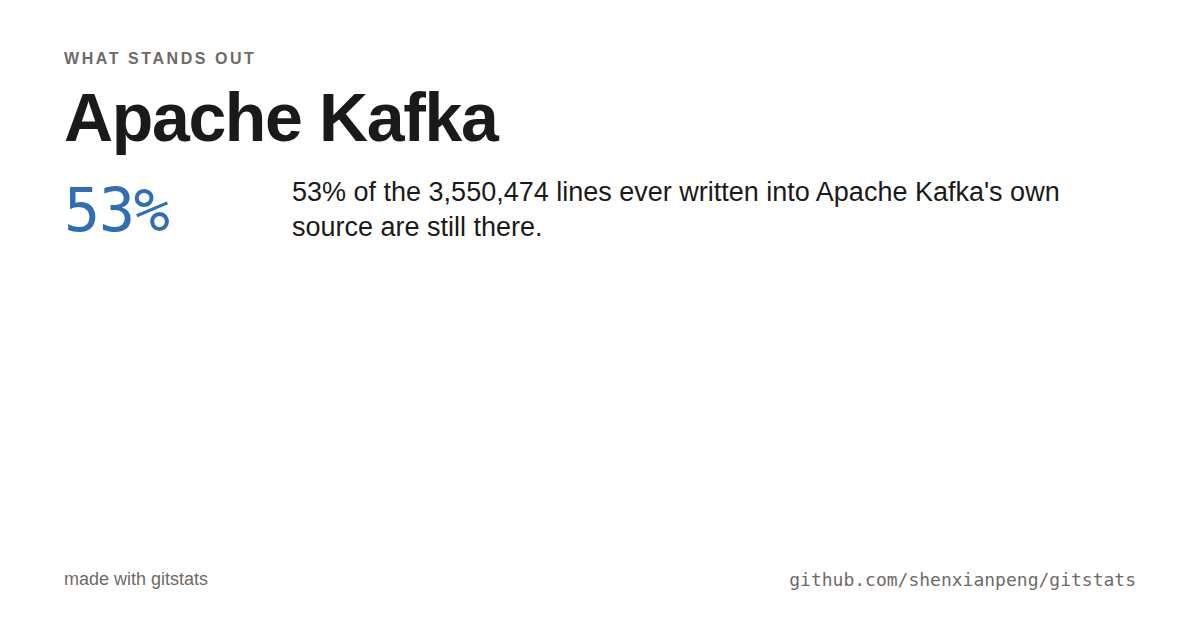 WHAT STANDS OUT
Apache Kafka
53%
53% of the 3,550,474 lines ever written into Apache Kafka's own
source are still there.
made with gitstats
github.com/shenxianpeng/gitstats